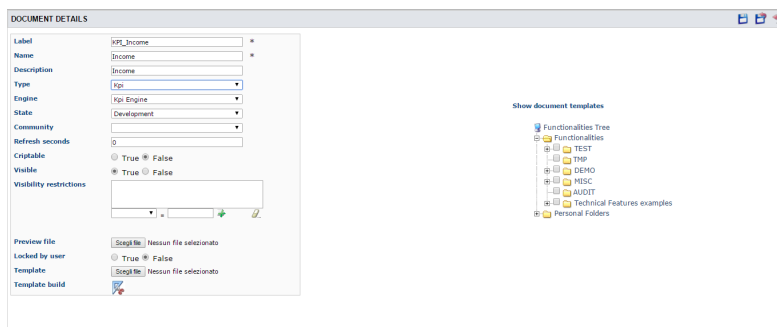 DOCUMENT DETAILS
Label KPI_Income *
Name Income *
Description Income
Type Kpi
Engine Kpi Engine
State Development
Community
Refresh seconds 0
Criptable True False
Visible True False
Visibility restrictions
=
Preview file Scegli file Nessun file selezionato
Locked by user True False
Template Scegli file Nessun file selezionato
Template build
Show document templates
Functionalities Tree
Functionalities
TEST
TMP
DEMO
MISC
AUDIT
Technical Features examples
Personal Folders